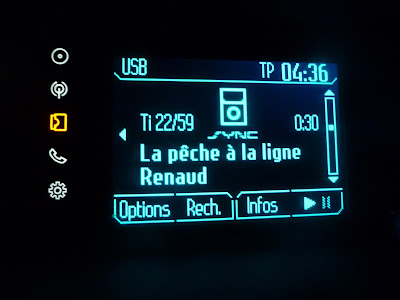 USB TP 04:36
Ti 22/59 0:30
SYNC
La pêche à la ligne
Renaud
Options Rech. Infos